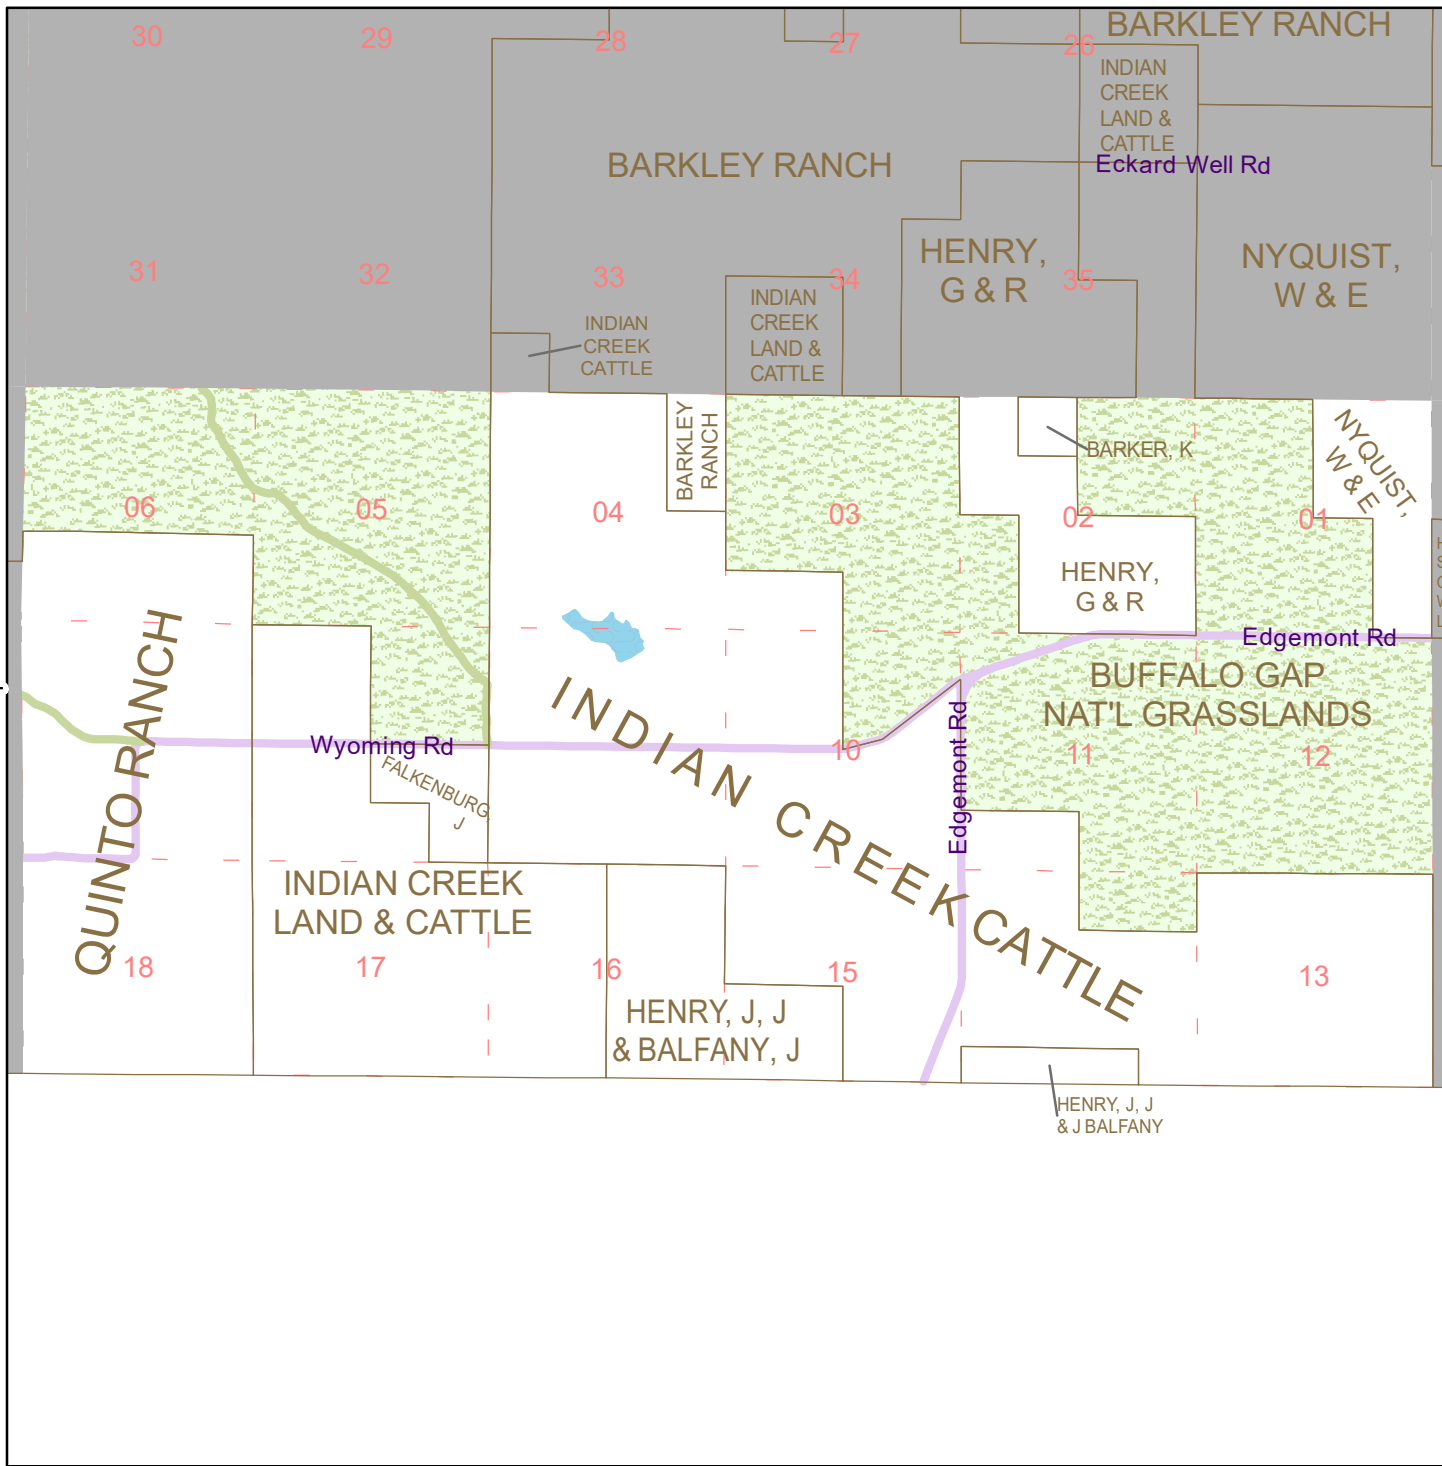 BARKLEY RANCH
30
29
28
27
26
INDIAN
CREEK
LAND &
CATTLE
BARKLEY RANCH
Eckard Well Rd
HENRY,
G & R
NYQUIST,
W & E
31
32
33
34
35
INDIAN
CREEK
CATTLE
INDIAN
CREEK
LAND &
CATTLE
BARKLEY
RANCH
BARKER, K
NYQUIST,
W & E
06
05
04
03
02
01
HENRY,
G & R
Edgemont Rd
BUFFALO GAP
NAT'L GRASSLANDS
QUINTO RANCH
Wyoming Rd
FALKENBURG,
J
INDIAN CREEK CATTLE
Edgemont Rd
10
11
12
INDIAN CREEK
LAND & CATTLE
18
17
16
15
13
HENRY, J, J
& BALFANY, J
HENRY, J, J
& J BALFANY